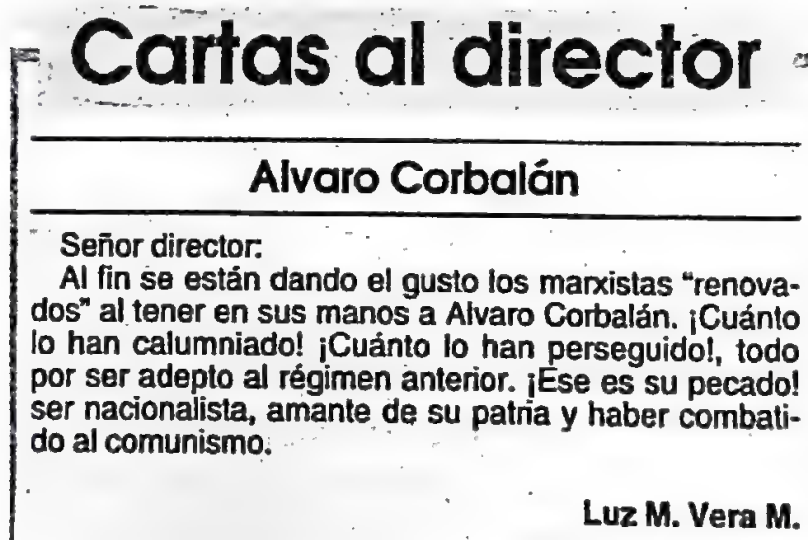 Cartas al director
Alvaro Corbalán
Señor director:
Al fin se están dando el gusto los marxistas “renova-
dos” al tener en sus manos a Alvaro Corbalán. ¡Cuánto
lo han calumniado! ¡Cuánto lo han perseguido!, todo
por ser adepto al régimen anterior. ¡Ese es su pecado!
ser nacionalista, amante de su patria y haber combati-
do al comunismo.
Luz M. Vera M.